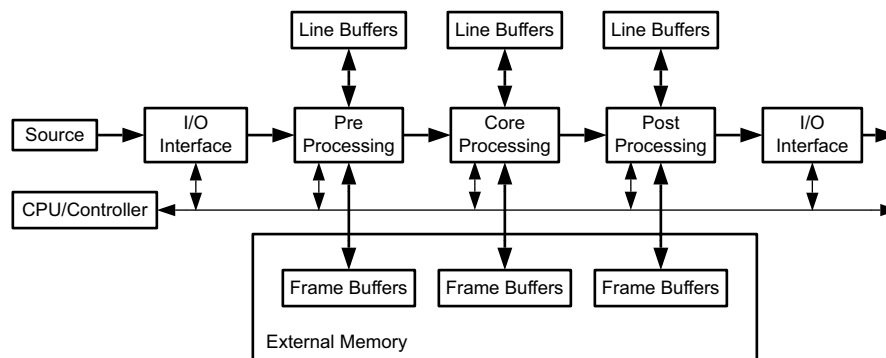 Line Buffers
Line Buffers
Line Buffers
Source
I/O
Interface
Pre
Processing
Core
Processing
Post
Processing
I/O
Interface
CPU/Controller
Frame Buffers
Frame Buffers
Frame Buffers
External Memory